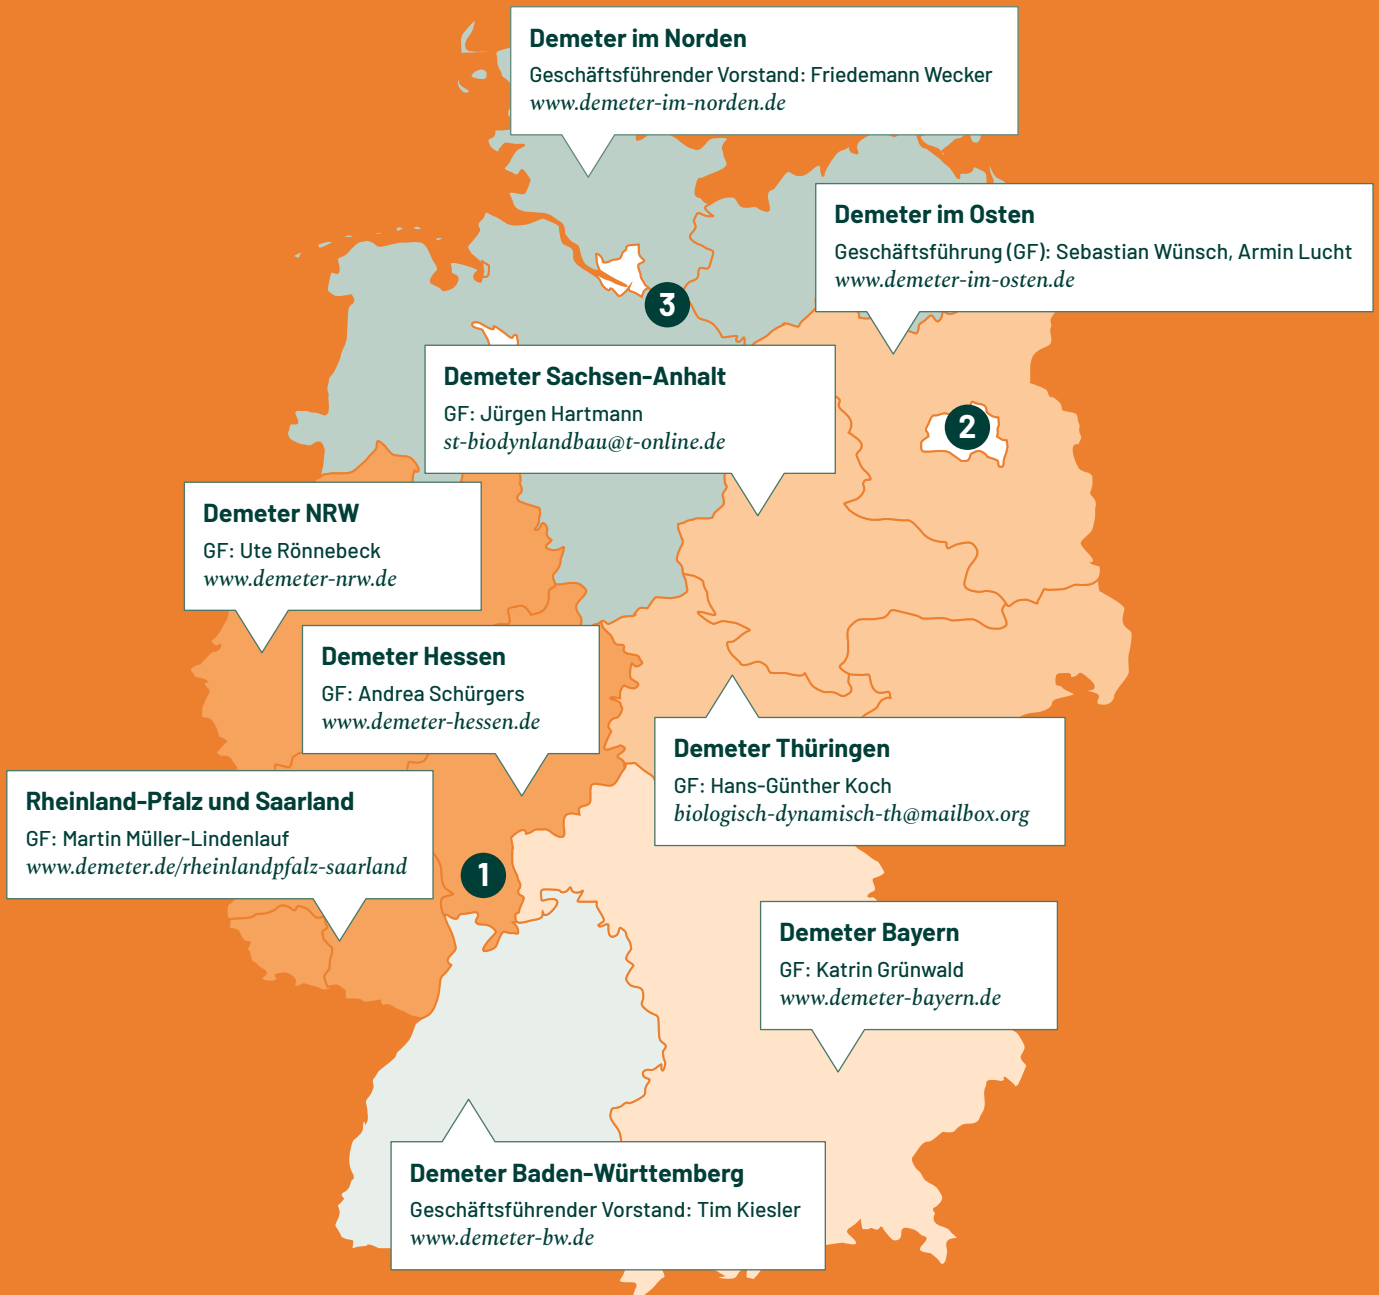 Demeter im Norden
Geschäftsführender Vorstand: Friedemann Wecker
www.demeter-im-norden.de
Demeter im Osten
Geschäftsführung (GF): Sebastian Wünsch, Armin Lucht
www.demeter-im-osten.de
3
Demeter Sachsen-Anhalt
GF: Jürgen Hartmann
st-biodynlandbau@t-online.de
2
Demeter NRW
GF: Ute Rönnebeck
www.demeter-nrw.de
Demeter Hessen
GF: Andrea Schürgers
www.demeter-hessen.de
Demeter Thüringen
GF: Hans-Günther Koch
biologisch-dynamisch-th@mailbox.org
Rheinland-Pfalz und Saarland
GF: Martin Müller-Lindenlauf
www.demeter.de/rheinlandpfalz-saarland
1
Demeter Bayern
GF: Katrin Grünwald
www.demeter-bayern.de
Demeter Baden-Württemberg
Geschäftsführender Vorstand: Tim Kiesler
www.demeter-bw.de